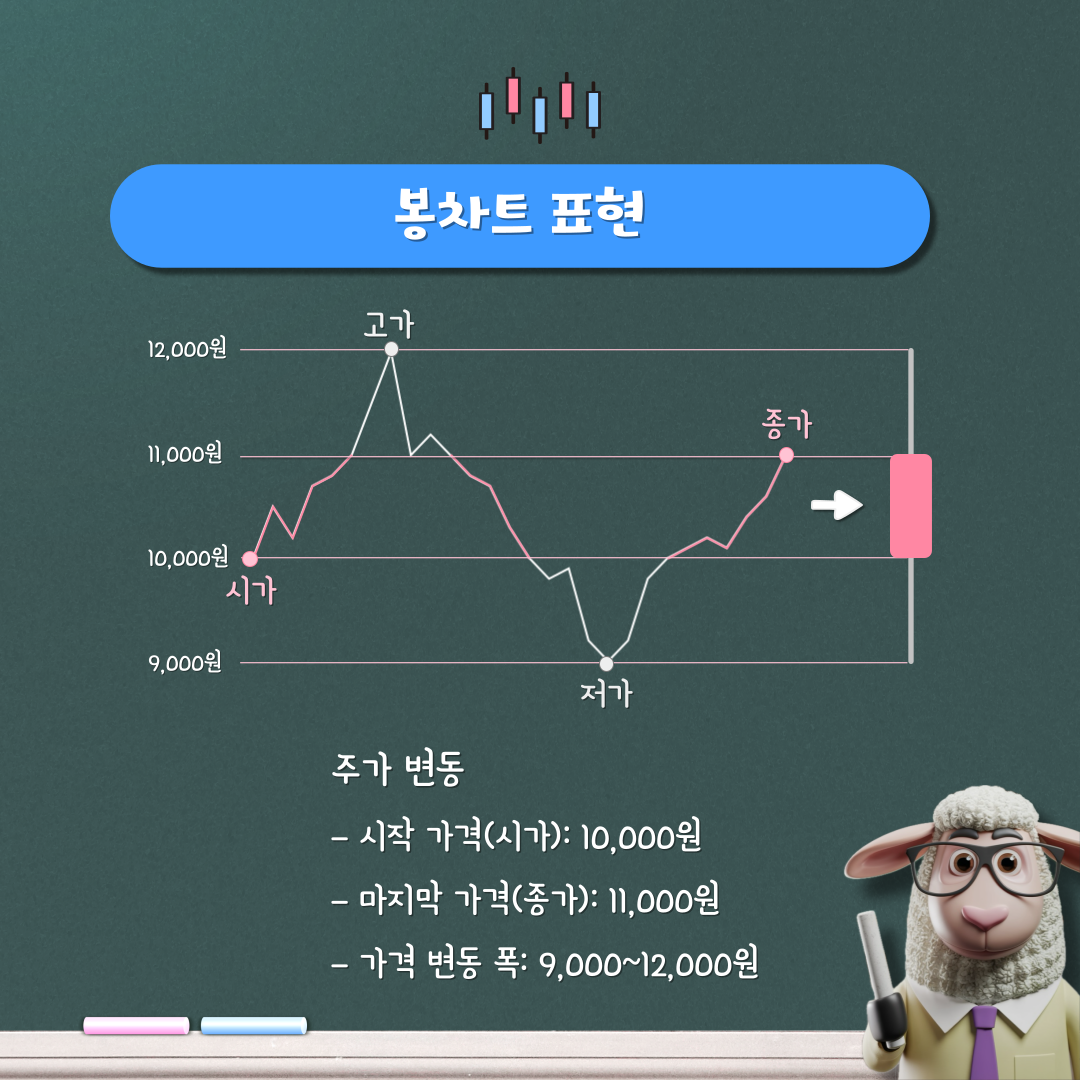 봉차트 표현
고가
12,000원
종가
11,000원
10,000원
시가
9,000원
저가
주가 변동
- 시작 가격(시가): 10,000원
- 마지막 가격(종가): 11,000원
- 가격 변동 폭: 9,000~12,000원